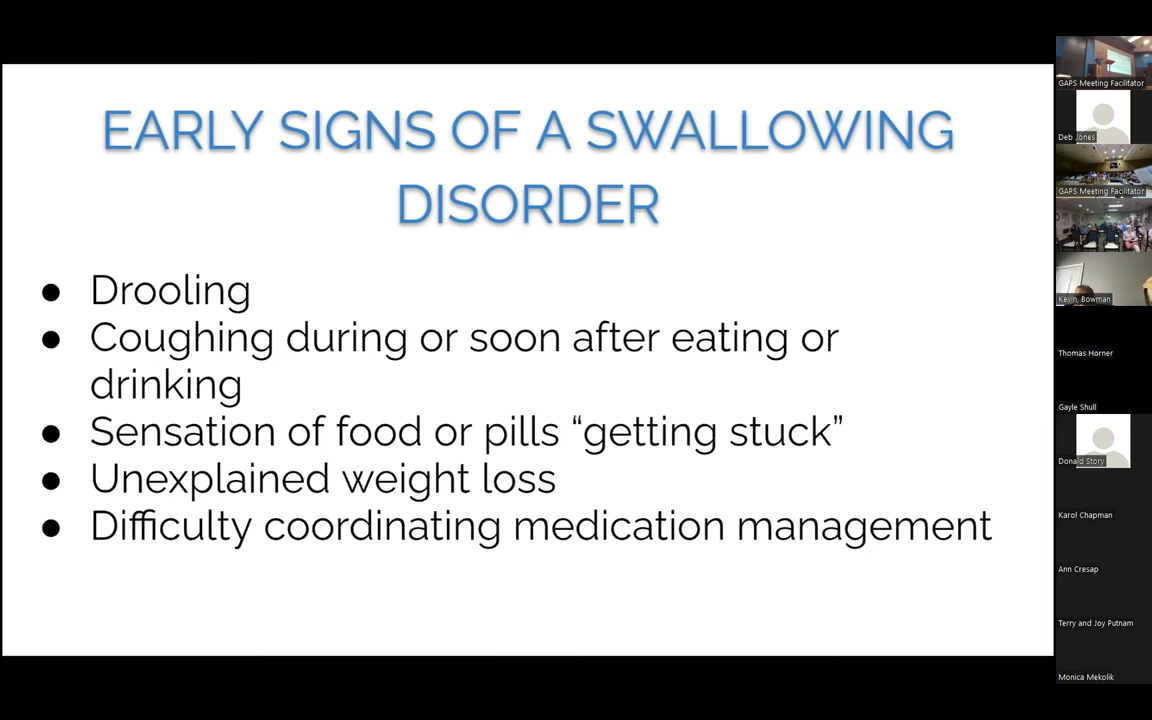 EARLY SIGNS OF A SWALLOWING
DISORDER
● Drooling
● Coughing during or soon after eating or
drinking
● Sensation of food or pills “getting stuck”
● Unexplained weight loss
● Difficulty coordinating medication management
GAPS Meeting Facilitator
Deb Jones
GAPS Meeting Facilitator
Kevin. Bowman
Thomas Horner
Gayle Shull
Donald Story
Karol Chapman
Ann Cresap
Terry and Joy Putnam
Monica Mekolik